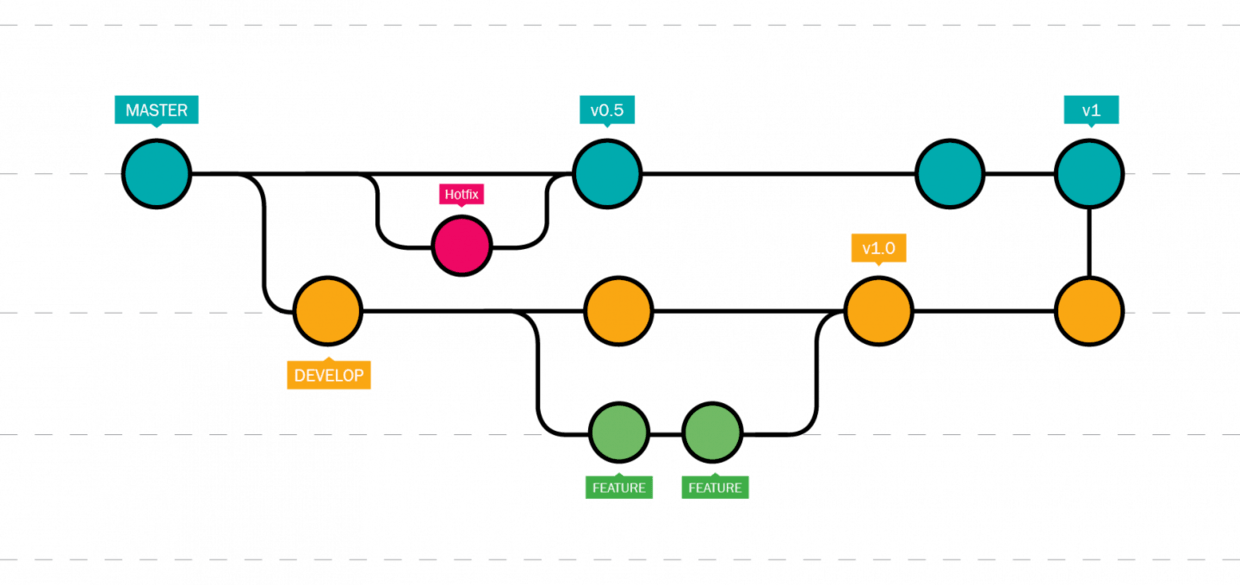 MASTER
v0.5
v1
Hotfix
v1.0
DEVELOP
FEATURE
FEATURE